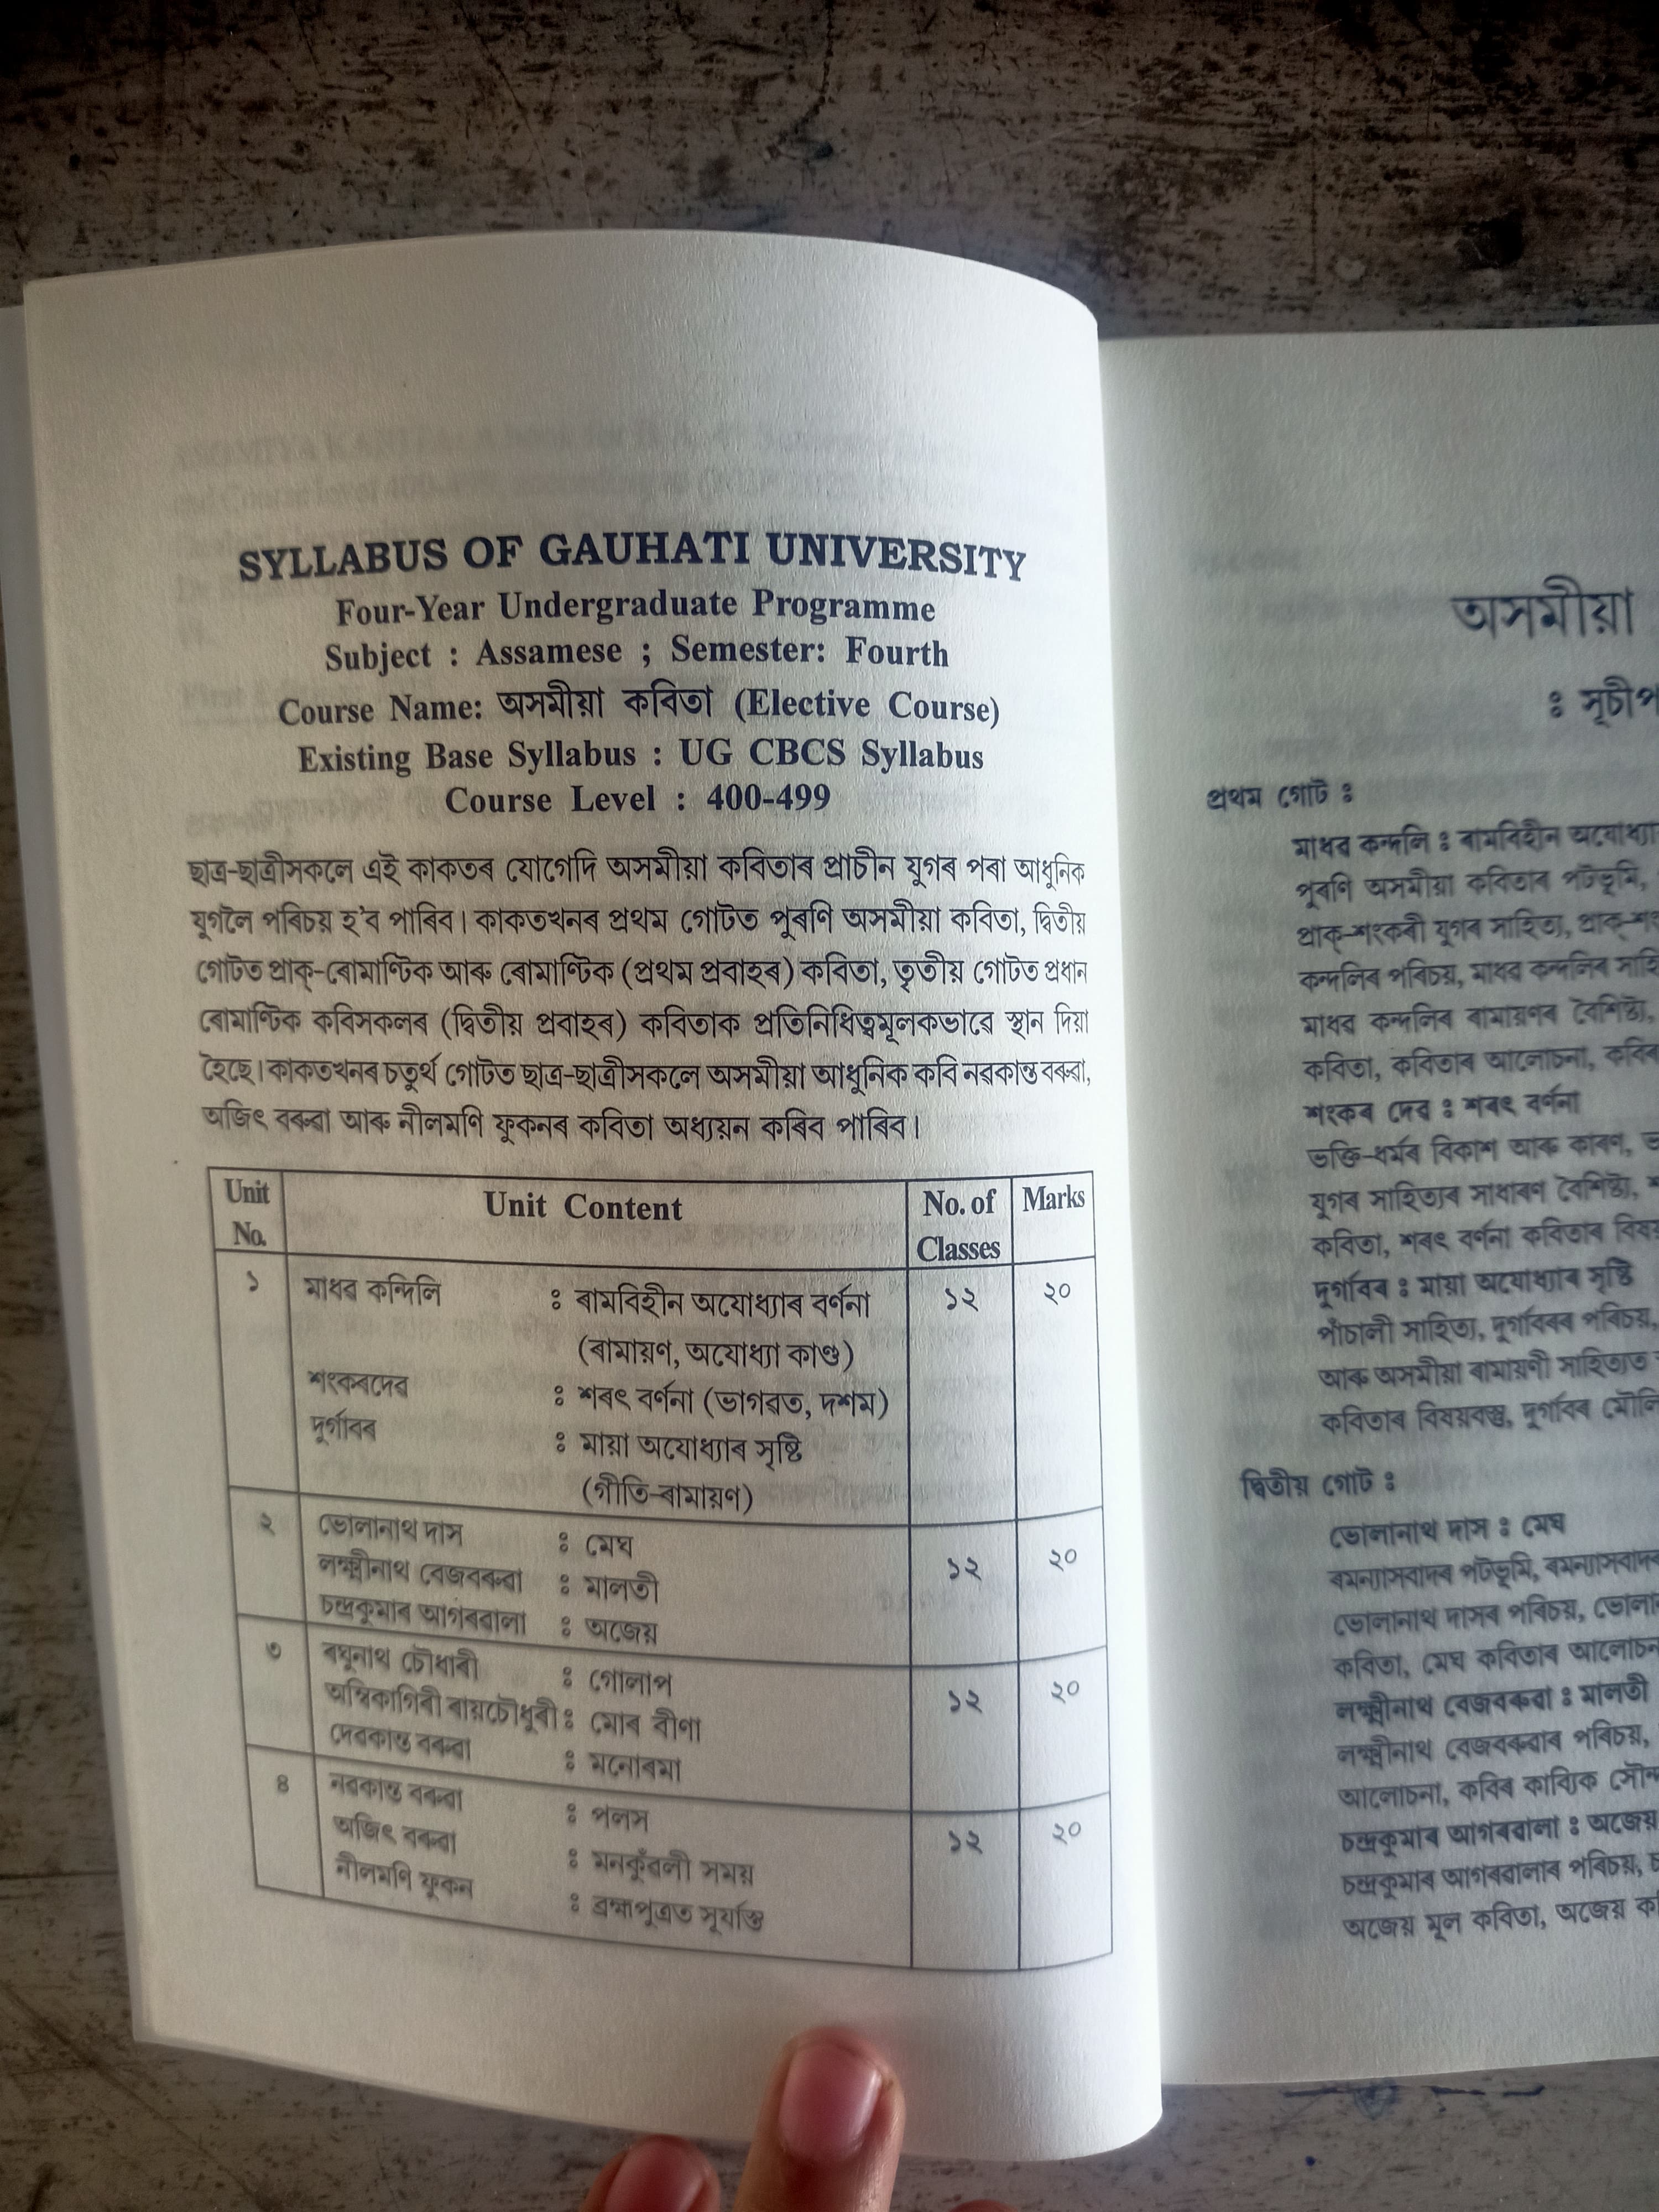 SYLLABUS OF GAUHATI UNIVERSITY
Four-Year Undergraduate Programme
Subject : Assamese ; Semester: Fourth
Course Name: অসমীয়া কবিতা (Elective Course)
Existing Base Syllabus : UG CBCS Syllabus
Course Level : 400-499
ছাত্ৰ-ছাত্ৰীসকলে এই কাকতৰ যোগেদি অসমীয়া কবিতাৰ প্ৰাচীন যুগৰ পৰা আধুনিক
যুগলৈ পৰিচয় হ'ব পাৰিব। কাকতখনৰ প্ৰথম গোটত পুৰণি অসমীয়া কবিতা, দ্বিতীয়
গোটত প্ৰাক্-ৰোমাণ্টিক আৰু ৰোমাণ্টিক (প্ৰথম প্ৰবাহৰ) কবিতা, তৃতীয় গোটত প্ৰধান
ৰোমাণ্টিক কবিসকলৰ (দ্বিতীয় প্ৰবাহৰ) কবিতাক প্ৰতিনিধিত্বমূলকভাৱে স্থান দিয়া
হৈছে। কাকতখনৰ চতুৰ্থ গোটত ছাত্ৰ-ছাত্ৰীসকলে অসমীয়া আধুনিক কবি নৱকান্ত বৰুৱা,
অজিৎ বৰুৱা আৰু নীলমণি ফুকনৰ কবিতা অধ্যয়ন কৰিব পাৰিব।
Unit No. Unit Content No. of Classes Marks
১ মাধৱ কন্দিলি : ৰামবিহীন অযোধ্যাৰ বৰ্ণনা ১২ ২০
(ৰামায়ণ, অযোধ্যা কাণ্ড)
শংকৰদেৱ : শৰৎ বৰ্ণনা (ভাগৱত, দশম)
দুৰ্গাবৰ : মায়া অযোধ্যাৰ সৃষ্টি
(গীতি-ৰামায়ণ)
২ ভোলানাথ দাস : মেঘ ১২ ২০
লক্ষ্মীনাথ বেজবৰুৱা : মালতী
চন্দ্ৰকুমাৰ আগৰৱালা : অজেয়
৩ ৰঘুনাথ চৌধাৰী : গোলাপ ১২ ২০
অম্বিকাগিৰী ৰায়চৌধুৰী : মোৰ বীণা
দেৱকান্ত বৰুৱা : মনোৰমা
৪ নৱকান্ত বৰুৱা : পলস ১২ ২০
অজিৎ বৰুৱা : মনকুঁৱলী সময়
নীলমণি ফুকন : ব্ৰহ্মপুত্ৰত সূৰ্যাস্ত
অসমীয়া
প্ৰথম গোট :
মাধৱ কন্দলি : ৰামবিহীন অযোধ্যা
পুৰণি অসমীয়া কবিতাৰ পটভূমি,
প্ৰাক্-শংকৰী যুগৰ সাহিত্য,
কন্দলিৰ পৰিচয়, মাধৱ কন্দলিৰ
মাধৱ কন্দলিৰ ৰামায়ণৰ বৈশিষ্ট্য,
কবিতা, কবিতাৰ আলোচনা,
শংকৰ দেৱ : শৰৎ বৰ্ণনা
ভক্তি-ধৰ্মৰ বিকাশ আৰু কাৰণ,
যুগৰ সাহিত্যৰ সাধাৰণ বৈশিষ্ট্য,
কবিতা, শৰৎ বৰ্ণনা কবিতাৰ
দুৰ্গাবৰ : মায়া অযোধ্যাৰ সৃষ্টি
পাঁচালী সাহিত্য, দুৰ্গাবৰৰ পৰিচয়,
আৰু অসমীয়া ৰামায়ণী সাহিত্যত
কবিতাৰ বিষয়বস্তু, দুৰ্গাবৰ
দ্বিতীয় গোট :
ভোলানাথ দাস : মেঘ
ৰমন্যাসবাদৰ পটভূমি,
ভোলানাথ দাসৰ পৰিচয়,
কবিতা, মেঘ কবিতাৰ
লক্ষ্মীনাথ বেজবৰুৱা : মালতী
লক্ষ্মীনাথ বেজবৰুৱাৰ পৰিচয়,
আলোচনা, কবিৰ কাব্যিক
চন্দ্ৰকুমাৰ আগৰৱালা : অজেয়
চন্দ্ৰকুমাৰ আগৰৱালাৰ পৰিচয়,
অজেয় মূল কবিতা, অজেয়